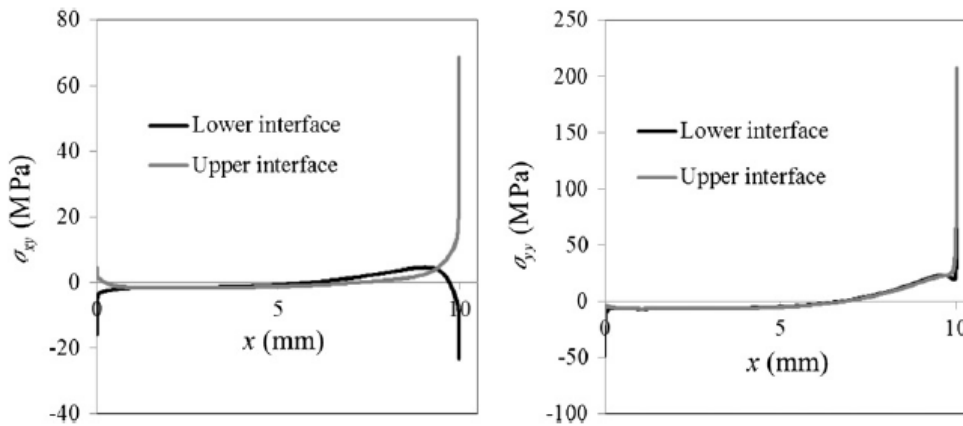 80
60
40
20
0
-20
-40
0
5
10
σxy (MPa)
x (mm)
Lower interface
Upper interface
250
200
150
100
50
0
-50
-100
0
5
10
σyy (MPa)
x (mm)
Lower interface
Upper interface